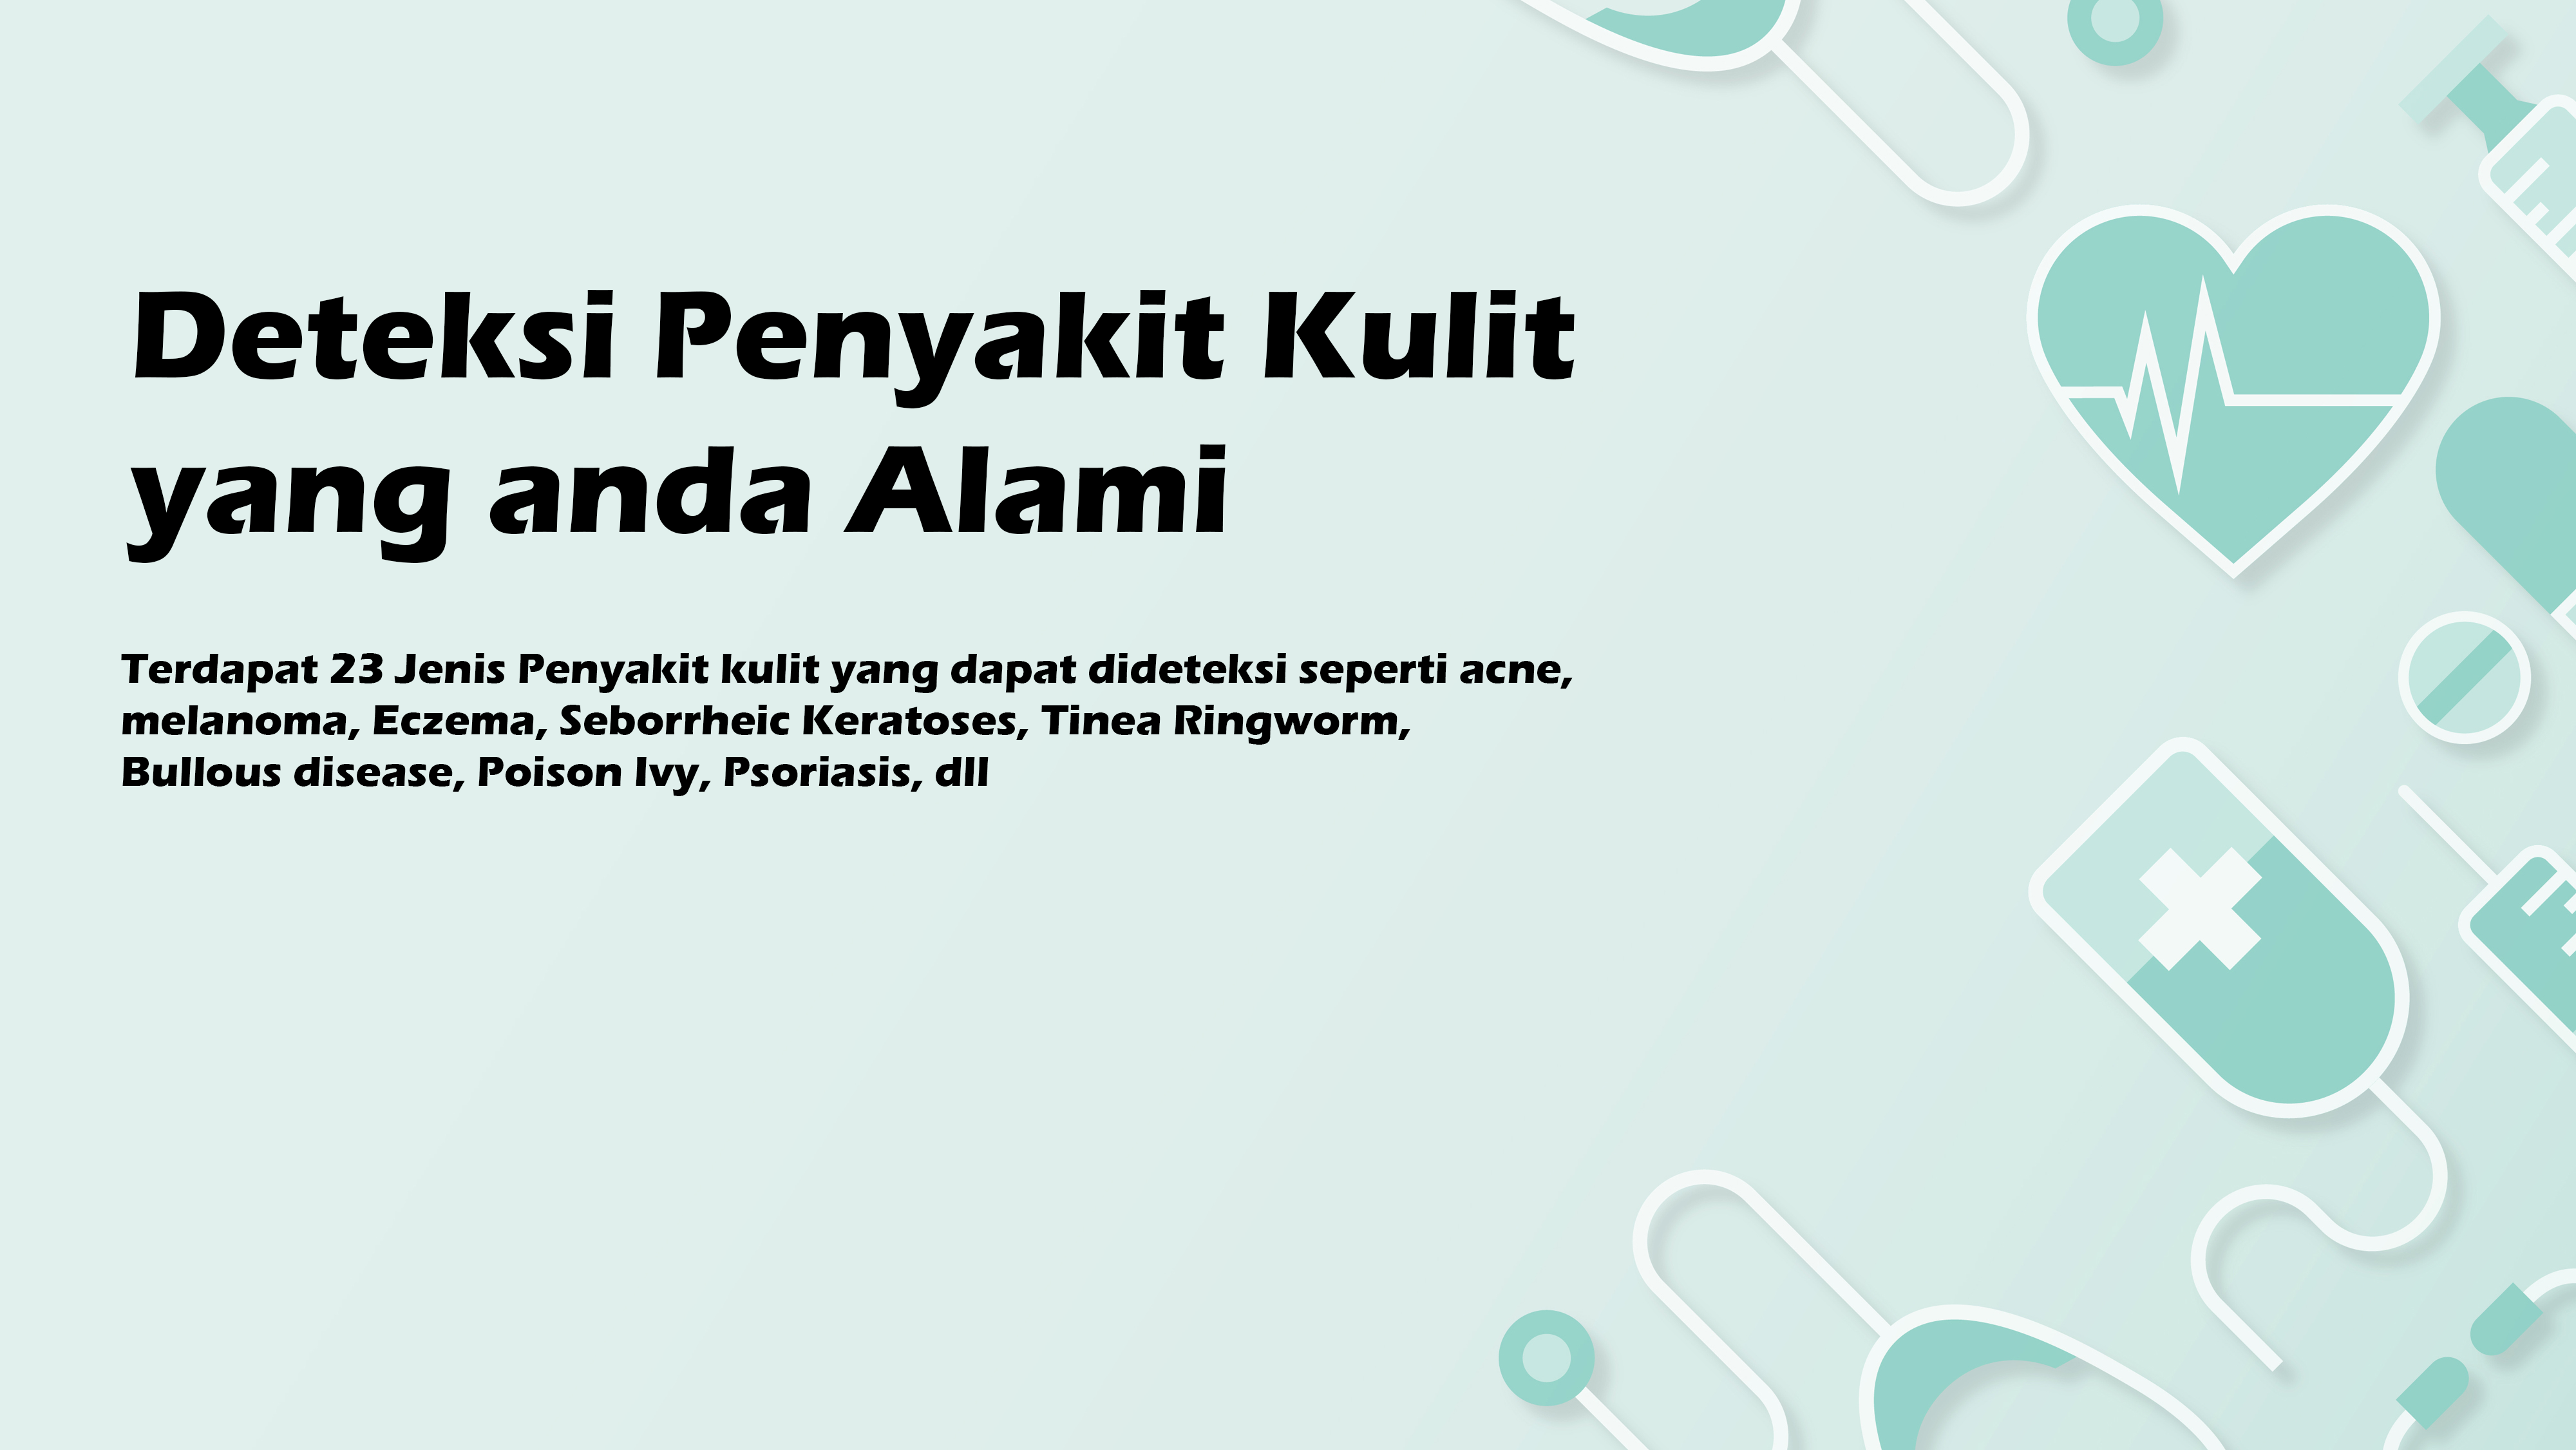 Deteksi Penyakit Kulit
yang anda Alami
Terdapat 23 Jenis Penyakit kulit yang dapat dideteksi seperti acne,
melanoma, Eczema, Seborrheic Keratoses, Tinea Ringworm,
Bullous disease, Poison Ivy, Psoriasis, dll